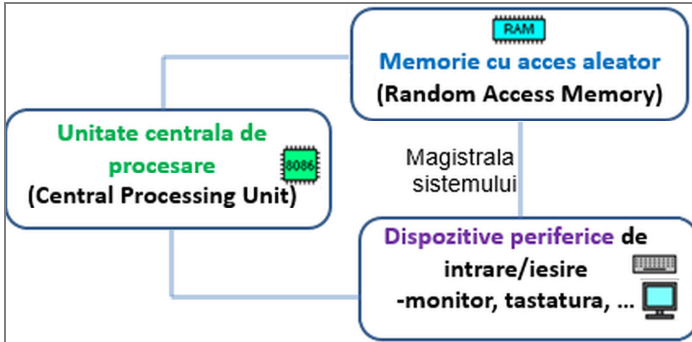 RAM
Memorie cu acces aleator
(Random Access Memory)
Unitate centrala de
procesare
8086
(Central Processing Unit)
Magistrala
sistemului
Dispozitive periferice de
intrare/iesire
-monitor, tastatura, ...